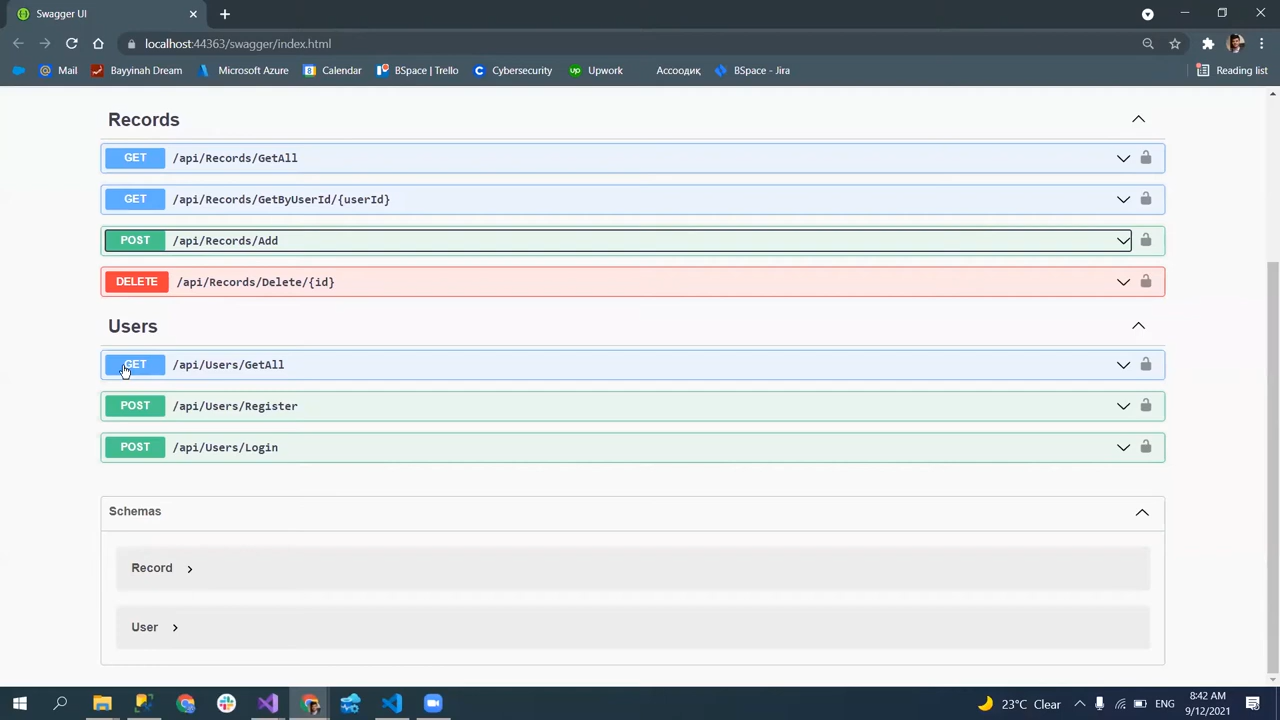 Swagger UI
localhost:44363/swagger/index.html
Mail
Bayyinah Dream
Microsoft Azure
Calendar
BSpace | Trello
Cybersecurity
Upwork
Ассоодиқ
BSpace - Jira
Reading list
Records
GET /api/Records/GetAll
GET /api/Records/GetByUserId/{userId}
POST /api/Records/Add
DELETE /api/Records/Delete/{id}
Users
GET /api/Users/GetAll
POST /api/Users/Register
POST /api/Users/Login
Schemas
Record
User
23°C Clear
ENG
8:42 AM
9/12/2021